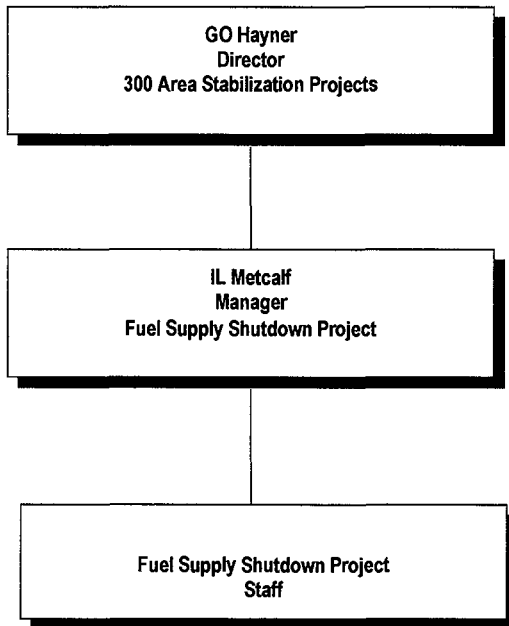 GO Hayner
Director
300 Area Stabilization Projects
IL Metcalf
Manager
Fuel Supply Shutdown Project
Fuel Supply Shutdown Project
Staff